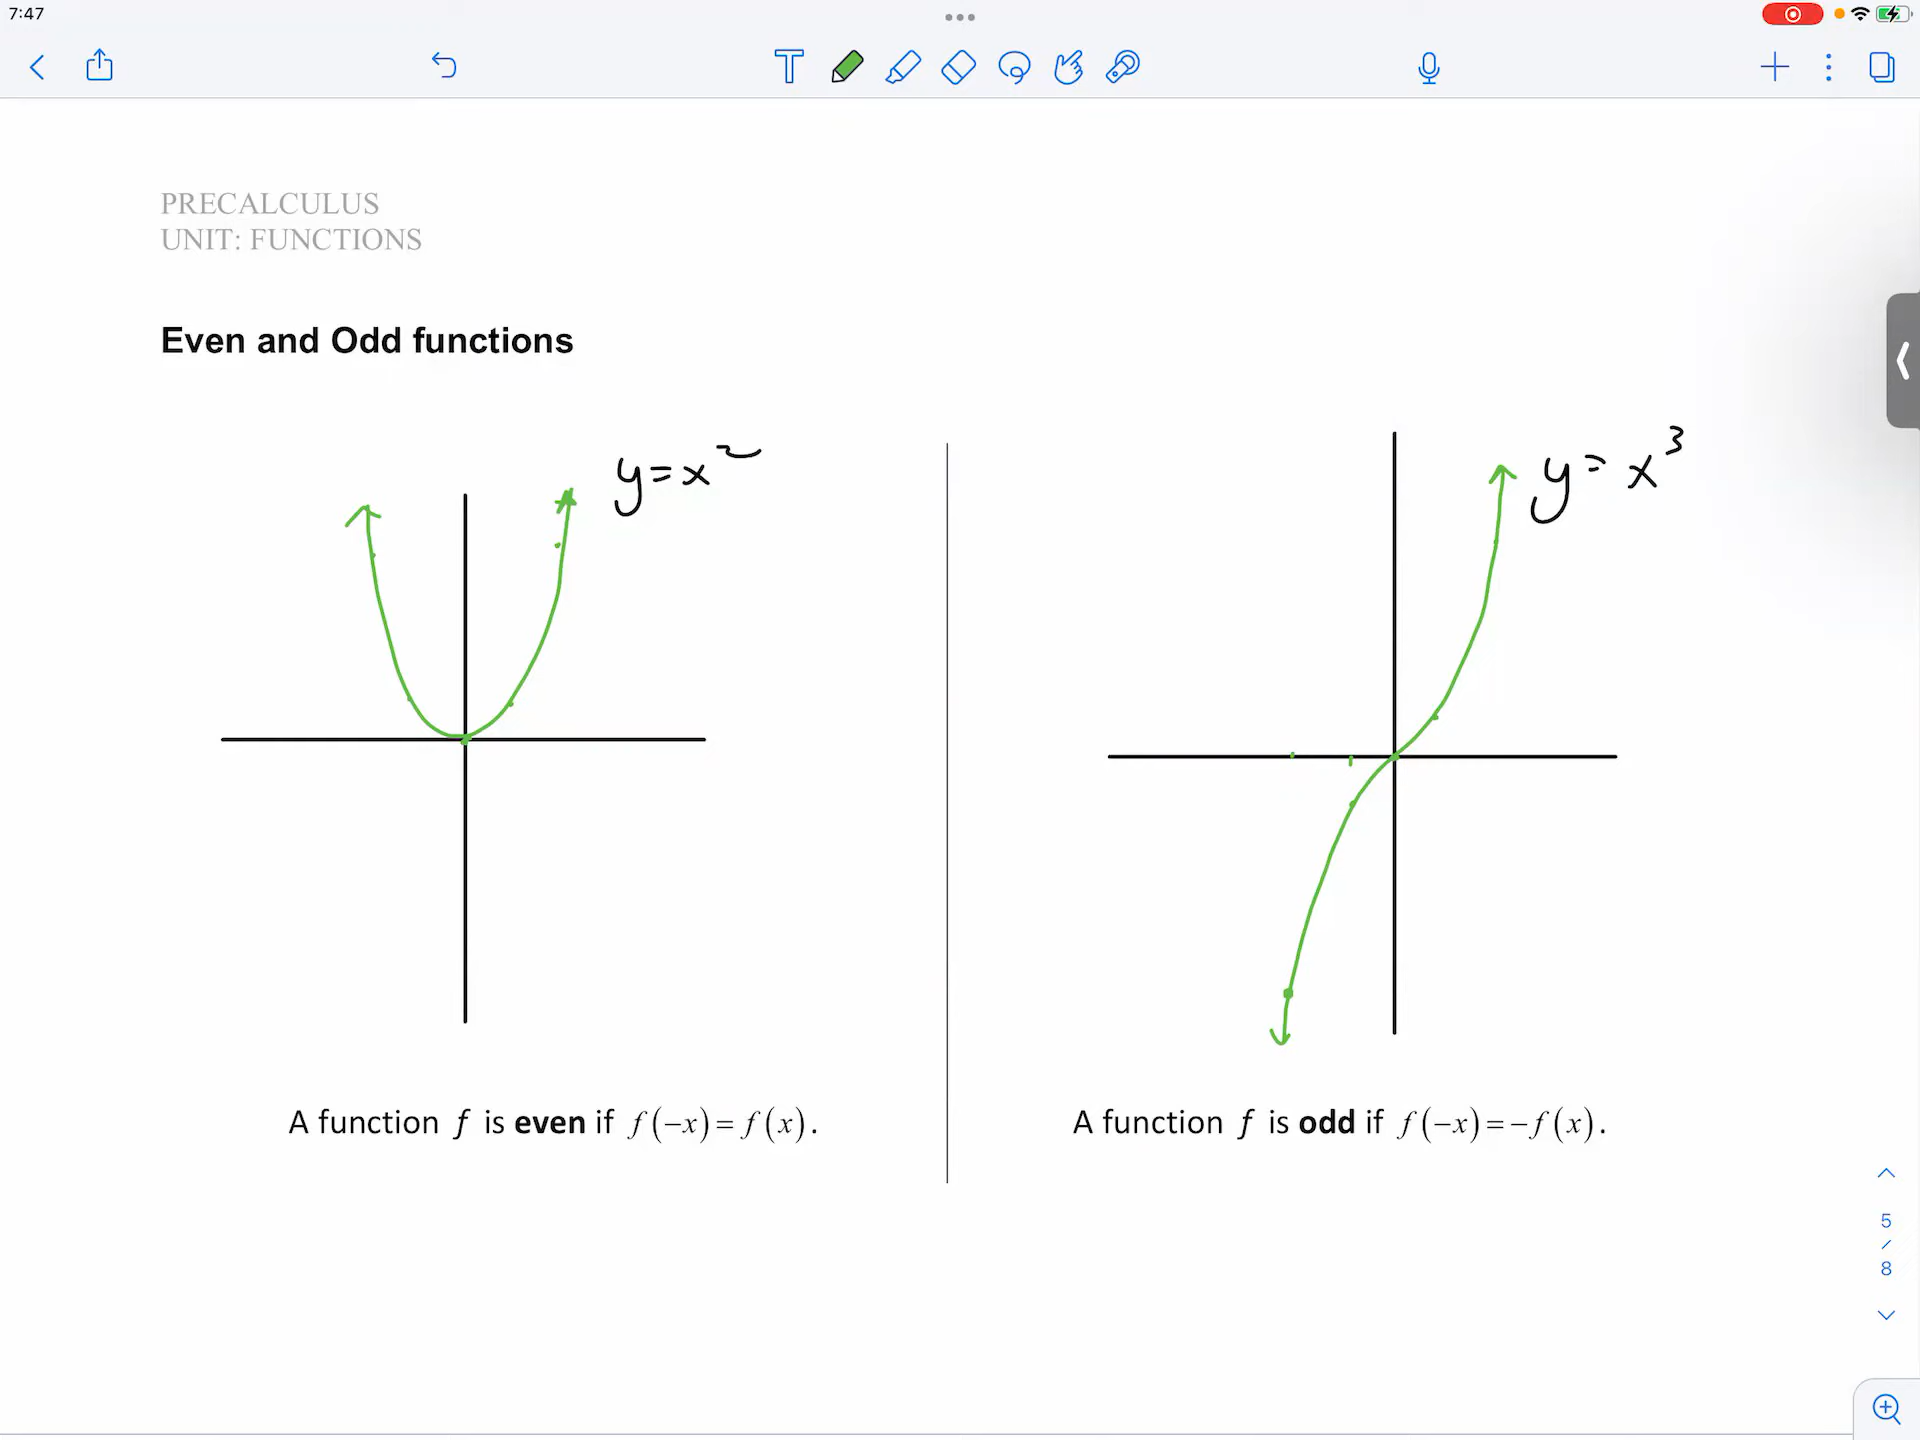 7:47
PRECALCULUS
UNIT: FUNCTIONS
Even and Odd functions
y=x²
y=x³
A function f is even if f(−x)=f(x).
A function f is odd if f(−x)=−f(x).
5
/
8